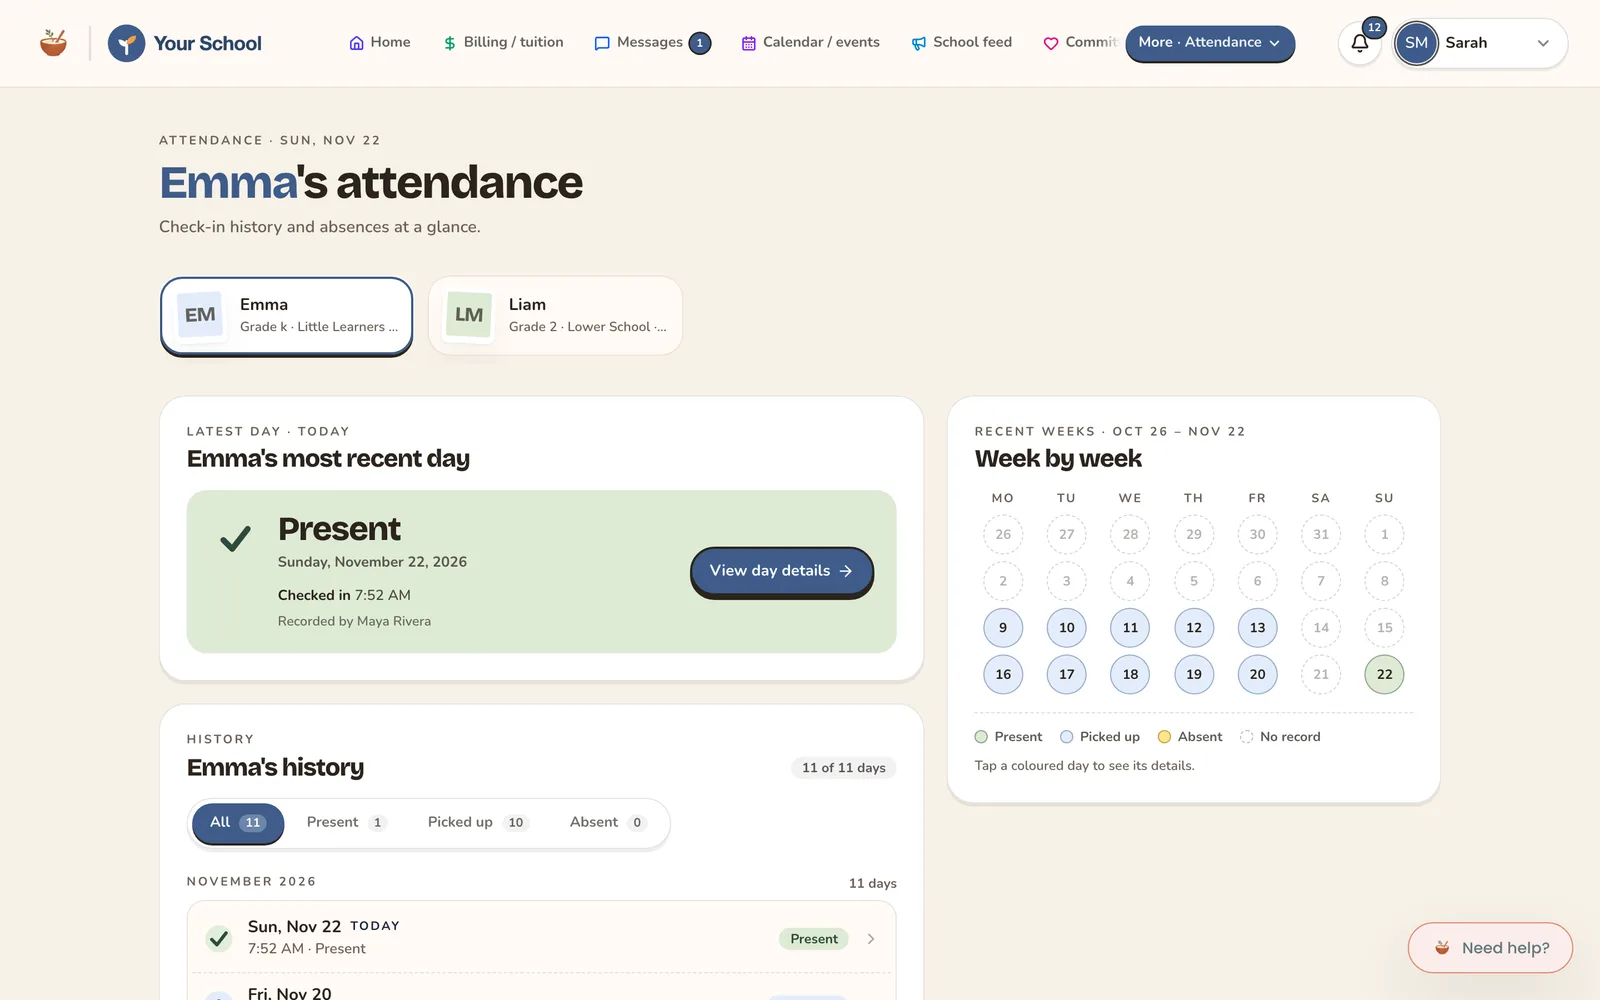 Your School
Home
Billing / tuition
Messages 1
Calendar / events
School feed
Commit
More · Attendance
12
SM Sarah
ATTENDANCE · SUN, NOV 22
Emma's attendance
Check-in history and absences at a glance.
EM
Emma
Grade k · Little Learners ...
LM
Liam
Grade 2 · Lower School ·...
LATEST DAY · TODAY
Emma's most recent day
Present
Sunday, November 22, 2026
Checked in 7:52 AM
Recorded by Maya Rivera
View day details →
RECENT WEEKS · OCT 26 – NOV 22
Week by week
MO TU WE TH FR SA SU
26 27 28 29 30 31 1
2 3 4 5 6 7 8
9 10 11 12 13 14 15
16 17 18 19 20 21 22
Present Picked up Absent No record
Tap a coloured day to see its details.
HISTORY
Emma's history
11 of 11 days
All 11 Present 1 Picked up 10 Absent 0
NOVEMBER 2026
11 days
Sun, Nov 22 TODAY
7:52 AM · Present
Present
Fri, Nov 20
Need help?